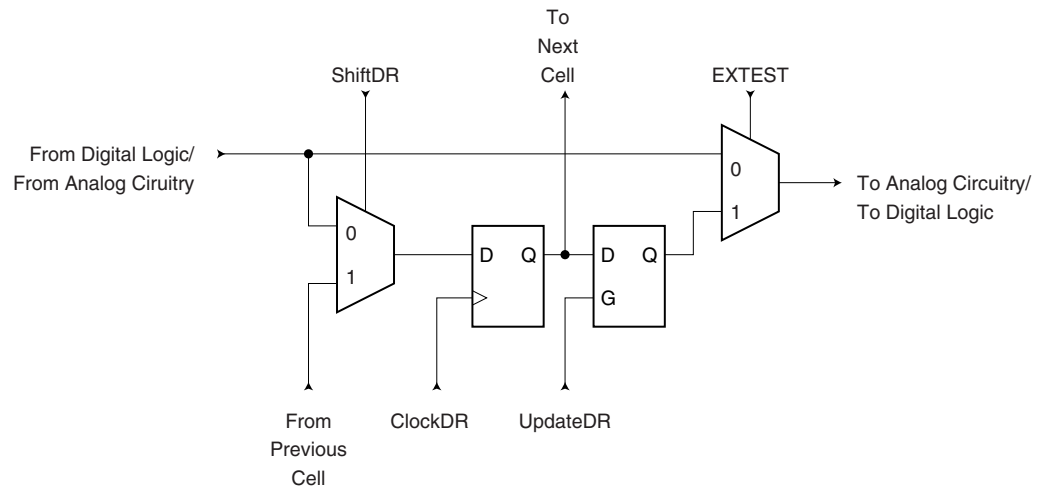 To
Next
Cell
ShiftDR
EXTEST
From Digital Logic/
From Analog Ciruitry
0
1
D Q
D Q
G
0
1
To Analog Circuitry/
To Digital Logic
From
Previous
Cell
ClockDR
UpdateDR